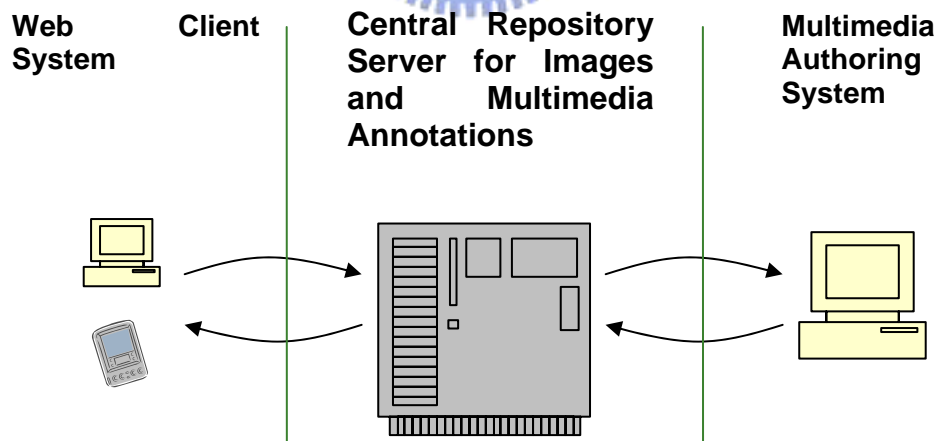 Web Client
System
Central Repository
Server for Images
and Multimedia
Annotations
Multimedia
Authoring
System